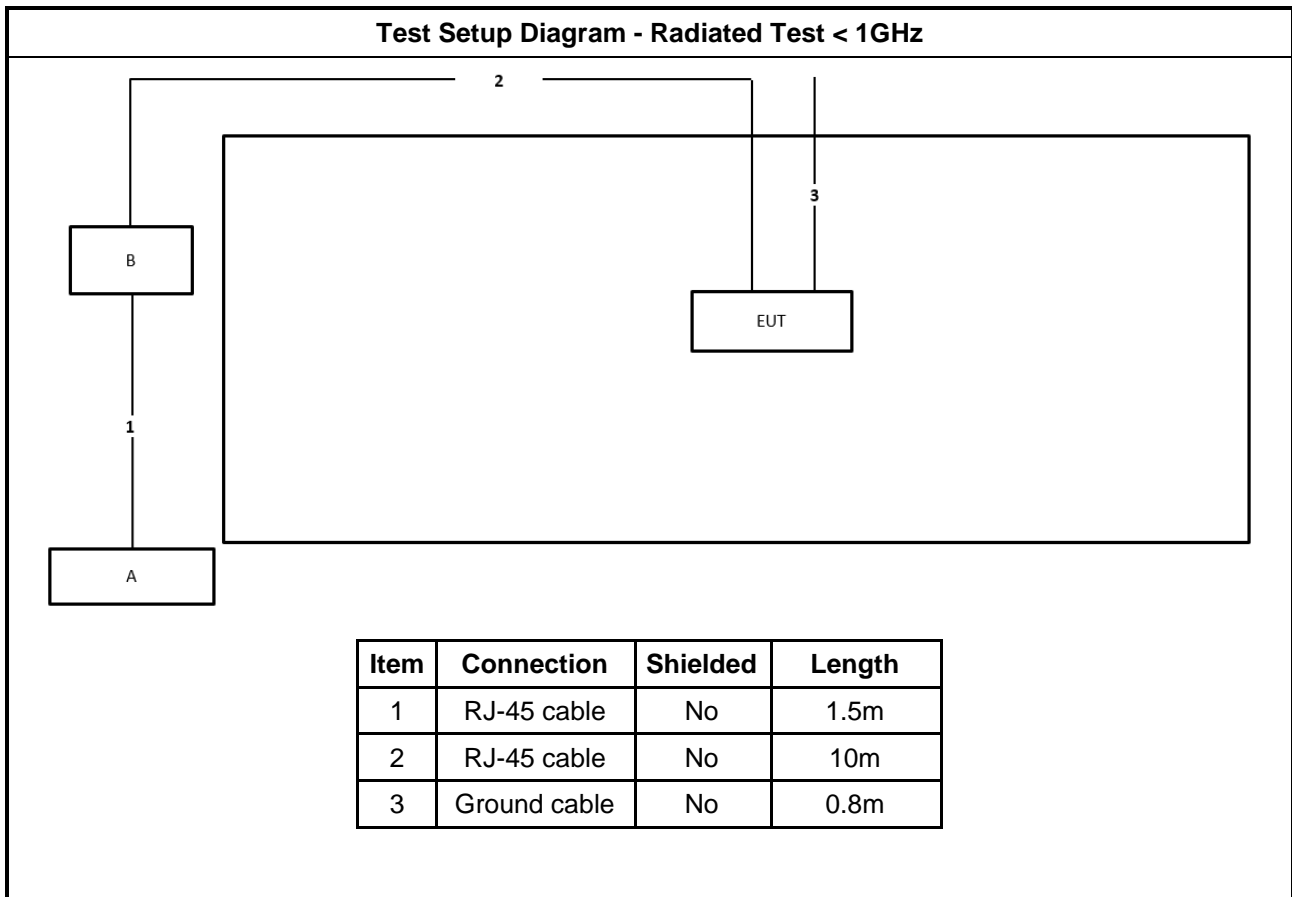 Test Setup Diagram - Radiated Test < 1GHz
2
3
B
EUT
1
A
Item Connection Shielded Length
1 RJ-45 cable No 1.5m
2 RJ-45 cable No 10m
3 Ground cable No 0.8m